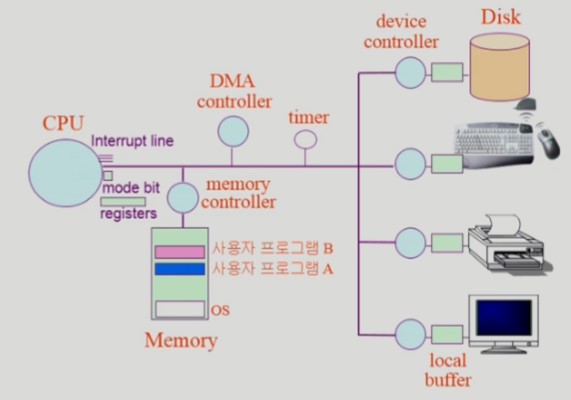 device
controller
Disk
DMA
controller
timer
CPU
Interrupt line
mode bit
registers
memory
controller
사용자 프로그램 B
사용자 프로그램 A
OS
Memory
local
buffer